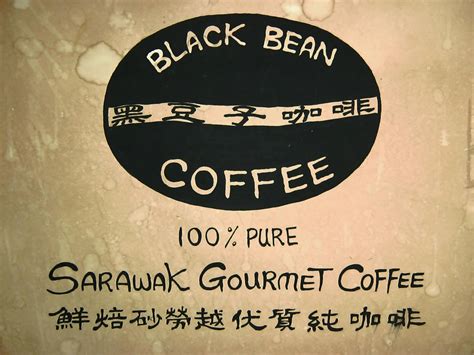 BLACK BEAN
黑豆子咖啡
COFFEE
100% PURE
SARAWAK GOURMET COFFEE
鮮焙砂勞越优质純咖啡